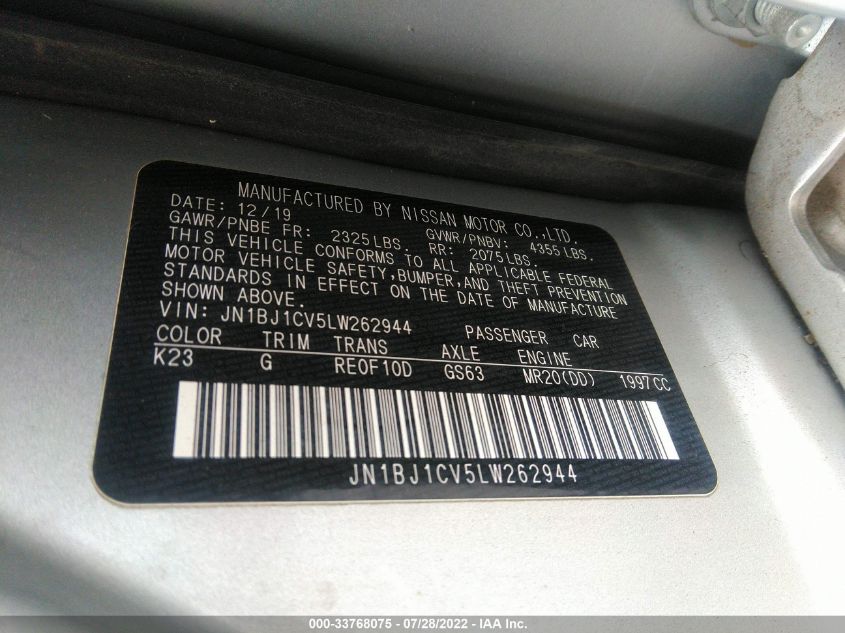 MANUFACTURED BY NISSAN MOTOR CO.,LTD.
DATE: 12/19 GVWR/PNBV: 4355 LBS.
GAWR/PNBE FR: 2325 LBS. RR: 2075 LBS.
THIS VEHICLE CONFORMS TO ALL APPLICABLE FEDERAL
MOTOR VEHICLE SAFETY,BUMPER,AND THEFT PREVENTION
STANDARDS IN EFFECT ON THE DATE OF MANUFACTURE
SHOWN ABOVE.
VIN: JN1BJ1CV5LW262944 PASSENGER CAR
COLOR TRIM TRANS AXLE ENGINE
K23 G RE0F10D GS63 MR20(DD) 1997CC
JN1BJ1CV5LW262944
000-33768075 - 07/28/2022 - IAA Inc.